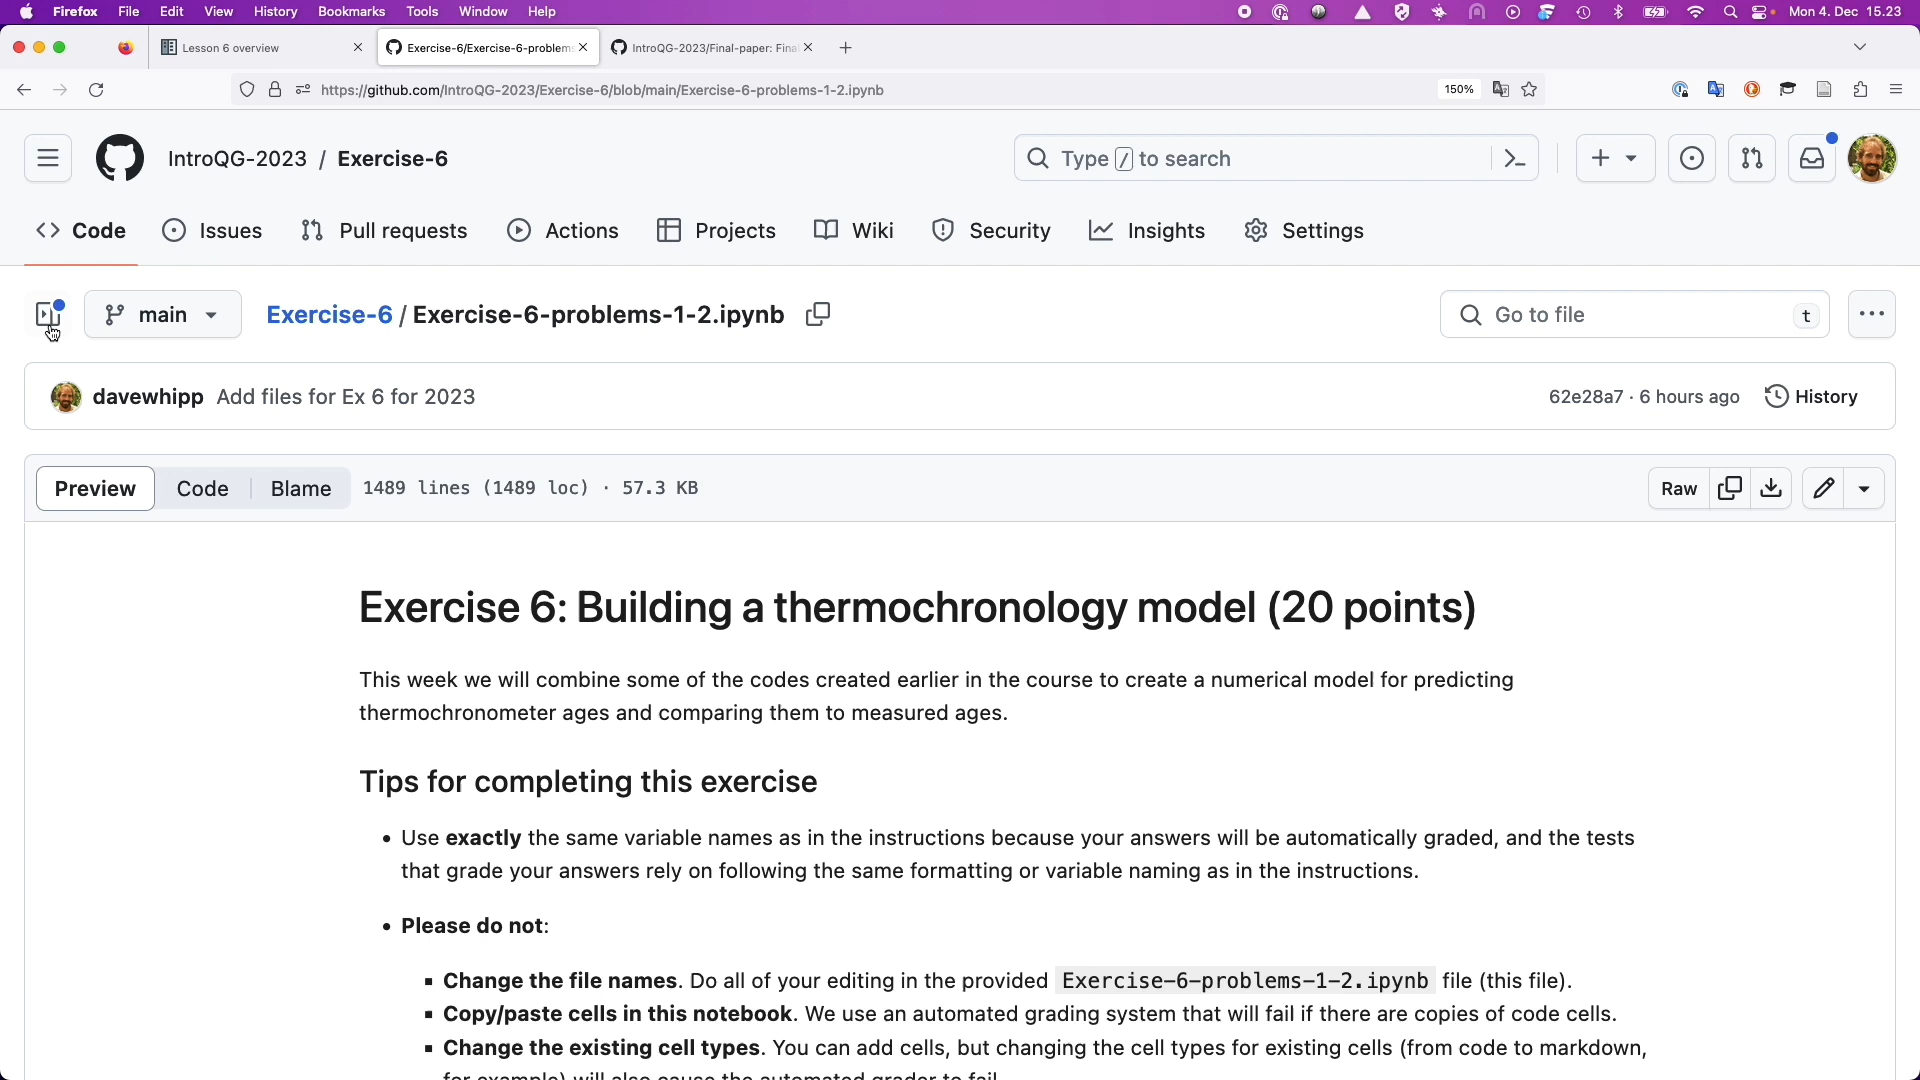 Firefox File Edit View History Bookmarks Tools Window Help Mon 4. Dec 15.23
Lesson 6 overview Exercise-6/Exercise-6-problem IntroQG-2023/Final-paper: Fina
https://github.com/IntroQG-2023/Exercise-6/blob/main/Exercise-6-problems-1-2.ipynb 150%
IntroQG-2023 / Exercise-6 Type / to search
Code Issues Pull requests Actions Projects Wiki Security Insights Settings
main Exercise-6 / Exercise-6-problems-1-2.ipynb Go to file t
davewhipp Add files for Ex 6 for 2023 62e28a7 · 6 hours ago History
Preview Code Blame 1489 lines (1489 loc) · 57.3 KB Raw
Exercise 6: Building a thermochronology model (20 points)
This week we will combine some of the codes created earlier in the course to create a numerical model for predicting
thermochronometer ages and comparing them to measured ages.
Tips for completing this exercise
• Use exactly the same variable names as in the instructions because your answers will be automatically graded, and the tests
that grade your answers rely on following the same formatting or variable naming as in the instructions.
• Please do not:
▪ Change the file names. Do all of your editing in the provided Exercise-6-problems-1-2.ipynb file (this file).
▪ Copy/paste cells in this notebook. We use an automated grading system that will fail if there are copies of code cells.
▪ Change the existing cell types. You can add cells, but changing the cell types for existing cells (from code to markdown,
for example) will also cause the automated grader to fail.